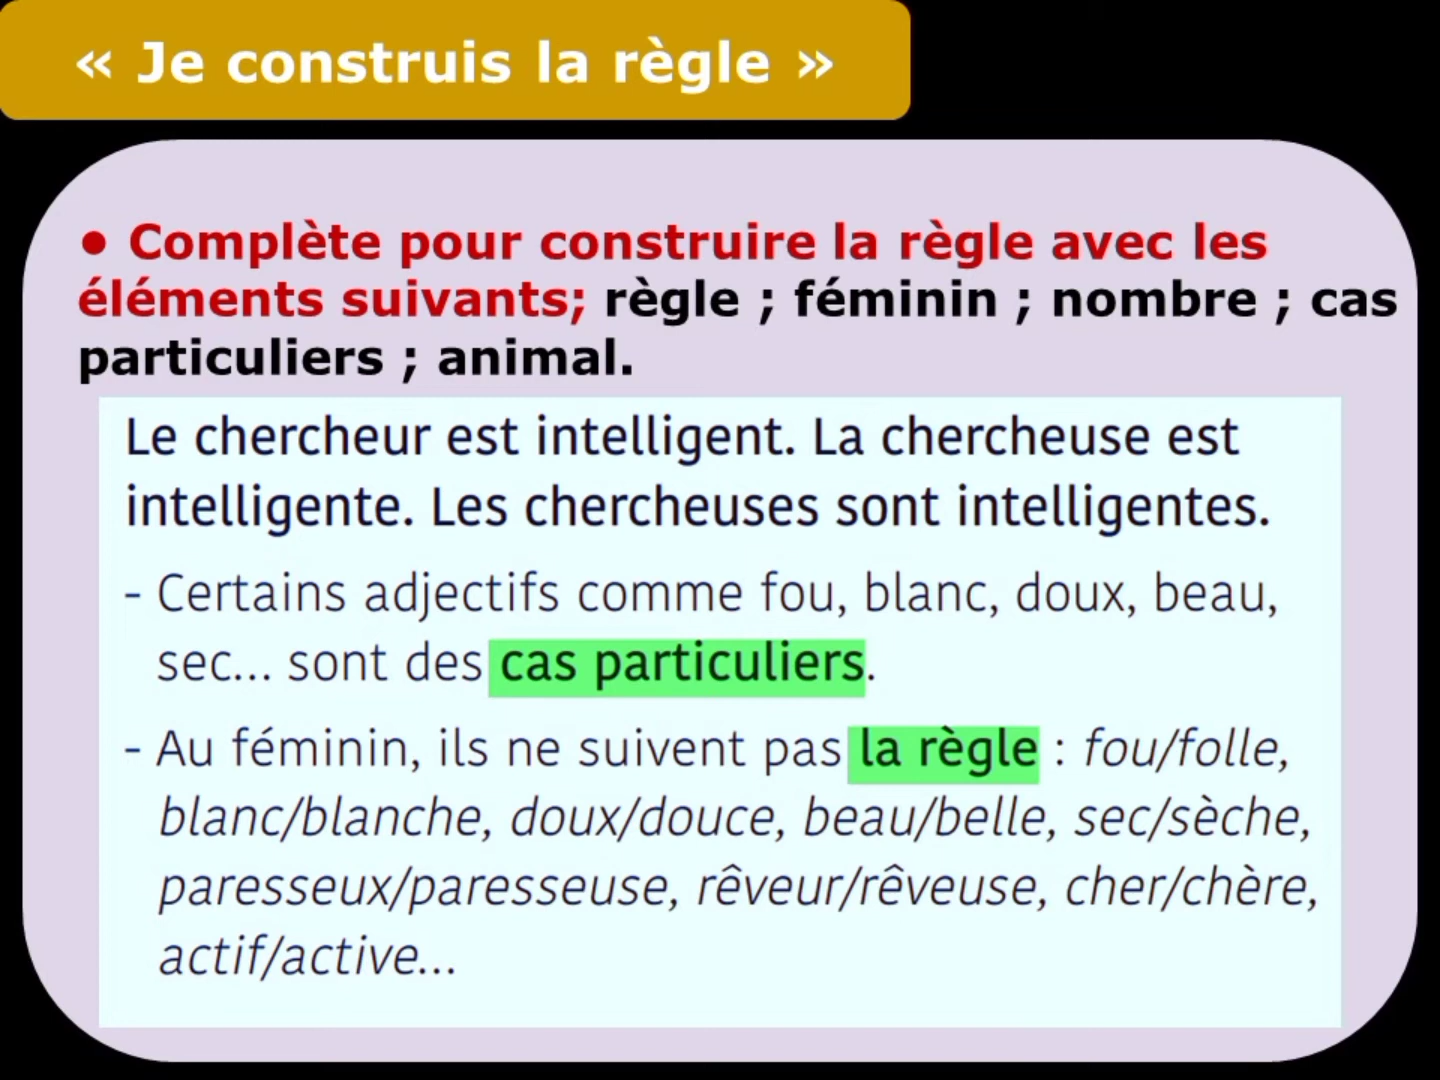 « Je construis la règle »
• Complète pour construire la règle avec les
éléments suivants; règle ; féminin ; nombre ; cas
particuliers ; animal.
Le chercheur est intelligent. La chercheuse est
intelligente. Les chercheuses sont intelligentes.
- Certains adjectifs comme fou, blanc, doux, beau,
sec... sont des cas particuliers.
- Au féminin, ils ne suivent pas la règle : fou/folle,
blanc/blanche, doux/douce, beau/belle, sec/sèche,
paresseux/paresseuse, rêveur/rêveuse, cher/chère,
actif/active...